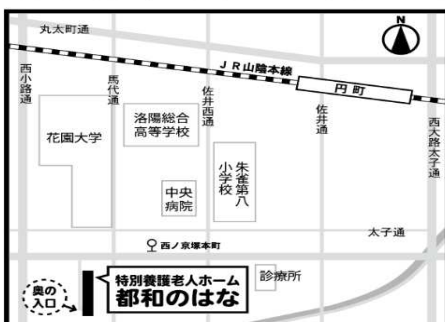 丸太町通
N
JR山陰本線
円町
西小路通
馬代通
佐井西通
佐井通
西大路太子通
花園大学
洛陽総合
高等学校
朱雀第八
小学校
中央
病院
太子通
西ノ京塚本町
診療所
奥の
入口
特別養護老人ホーム
都和のはな